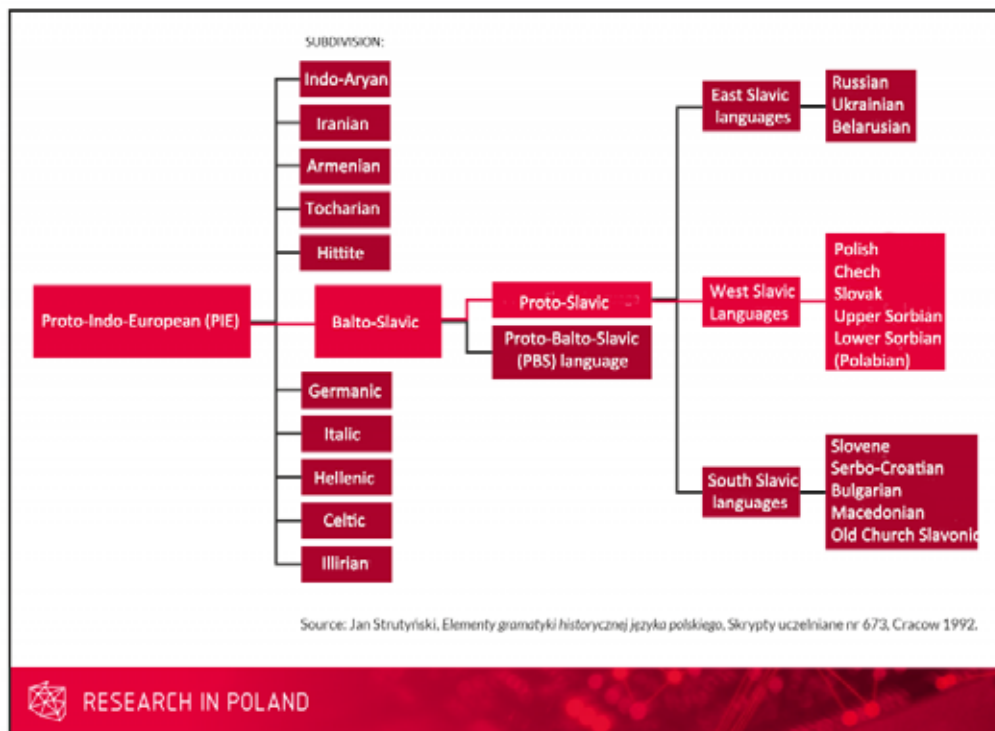 SUBDIVISION:
Indo-Aryan
Iranian
Armenian
Tocharian
Hittite
Proto-Indo-European (PIE)
Balto-Slavic
Germanic
Italic
Hellenic
Celtic
Illirian
Proto-Slavic
Proto-Balto-Slavic
(PBS) language
East Slavic
languages
Russian
Ukrainian
Belarusian
West Slavic
Languages
Polish
Chech
Slovak
Upper Sorbian
Lower Sorbian
(Polabian)
South Slavic
languages
Slovene
Serbo-Croatian
Bulgarian
Macedonian
Old Church Slavonic
Source: Jan Strutyński, Elementy gramatyki historycznej języka polskiego, Skrypty uczelniane nr 673, Cracow 1992.
RESEARCH IN POLAND